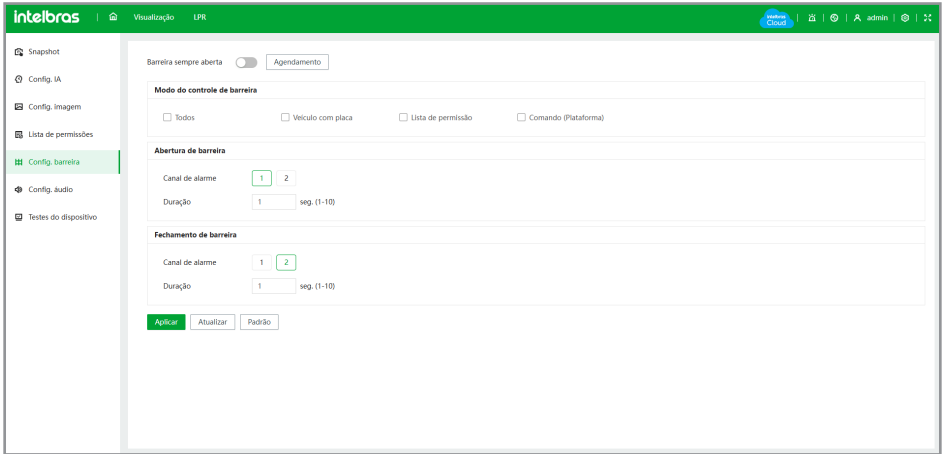 intelbras Visualização LPR intelbras Cloud admin
Snapshot
Config. IA
Config. imagem
Lista de permissões
Config. barreira
Config. áudio
Testes do dispositivo
Barreira sempre aberta Agendamento
Modo do controle de barreira
Todos Veículo com placa Lista de permissão Comando (Plataforma)
Abertura de barreira
Canal de alarme 1 2
Duração 1 seg. (1-10)
Fechamento de barreira
Canal de alarme 1 2
Duração 1 seg. (1-10)
Aplicar Atualizar Padrão